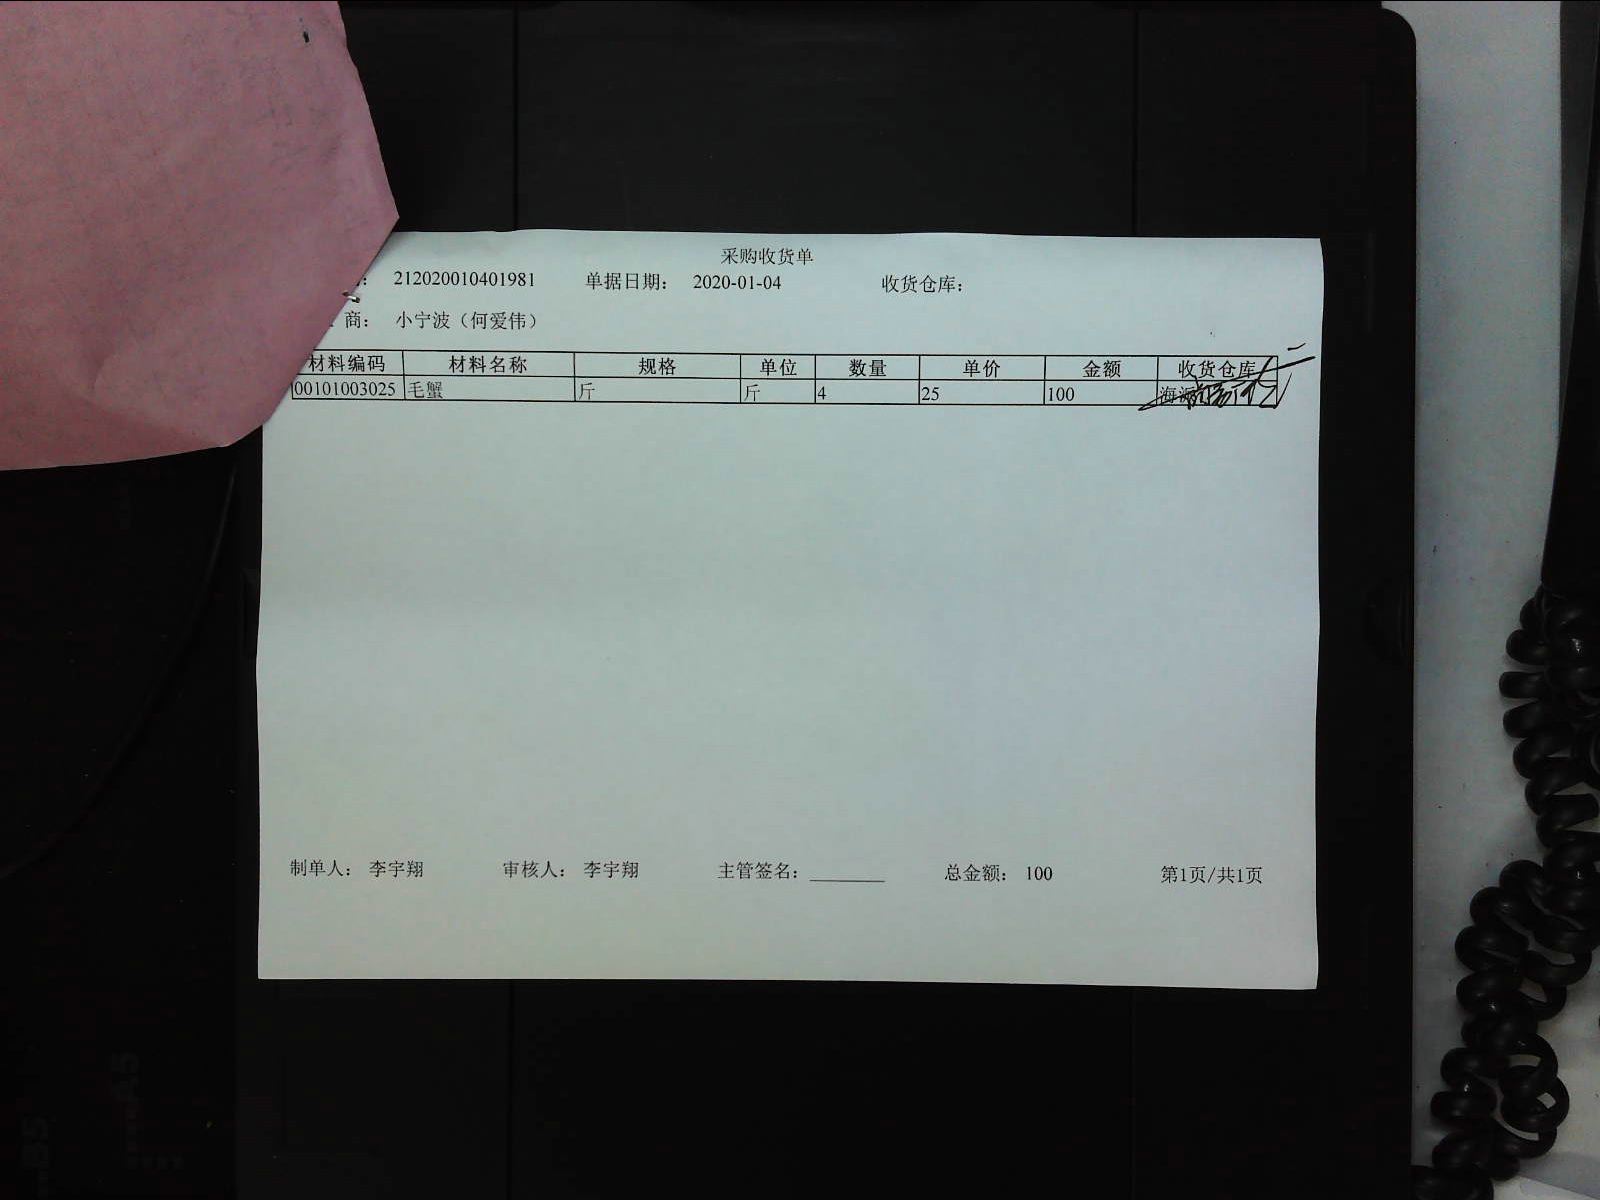 采购收货单
212020010401981 单据日期: 2020-01-04 收货仓库:
商: 小宁波（何爱伟）
材料编码 材料名称 规格 单位 数量 单价 金额 收货仓库
00101003025 毛蟹 斤 斤 4 25 100 海
制单人: 李宇翔 审核人: 李宇翔 主管签名: 总金额: 100 第1页/共1页